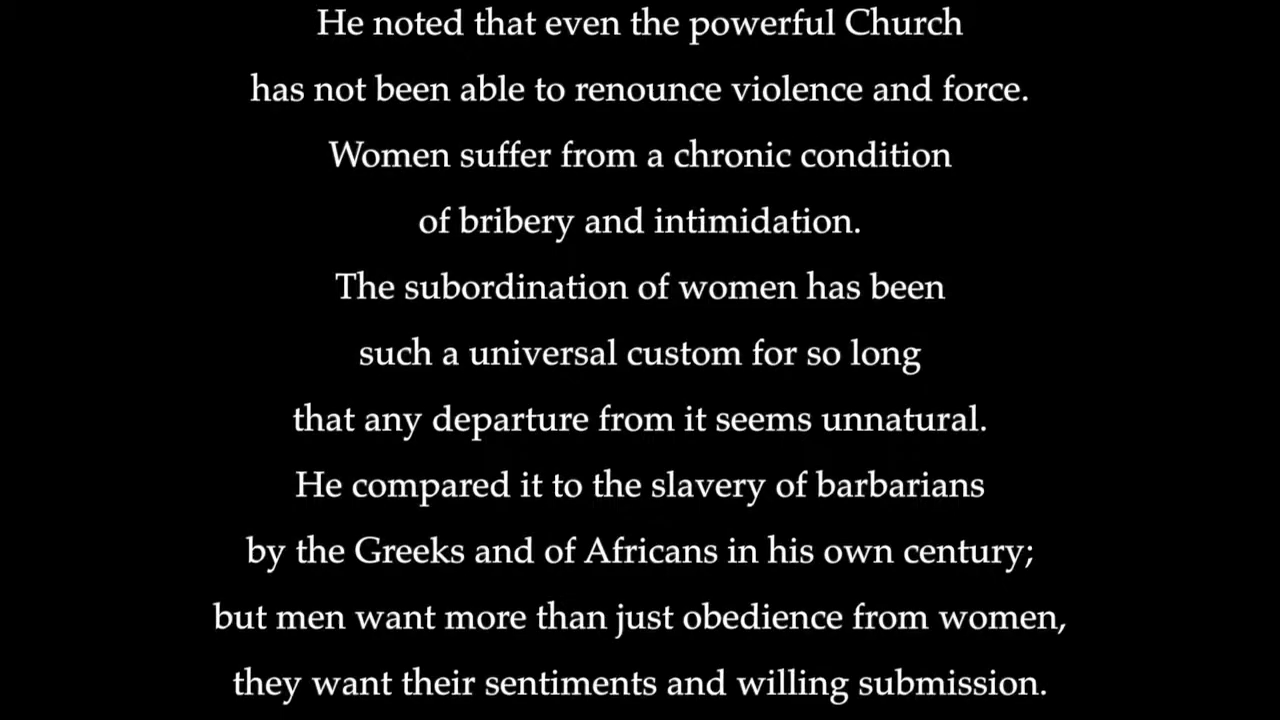 He noted that even the powerful Church
has not been able to renounce violence and force.
Women suffer from a chronic condition
of bribery and intimidation.
The subordination of women has been
such a universal custom for so long
that any departure from it seems unnatural.
He compared it to the slavery of barbarians
by the Greeks and of Africans in his own century;
but men want more than just obedience from women,
they want their sentiments and willing submission.